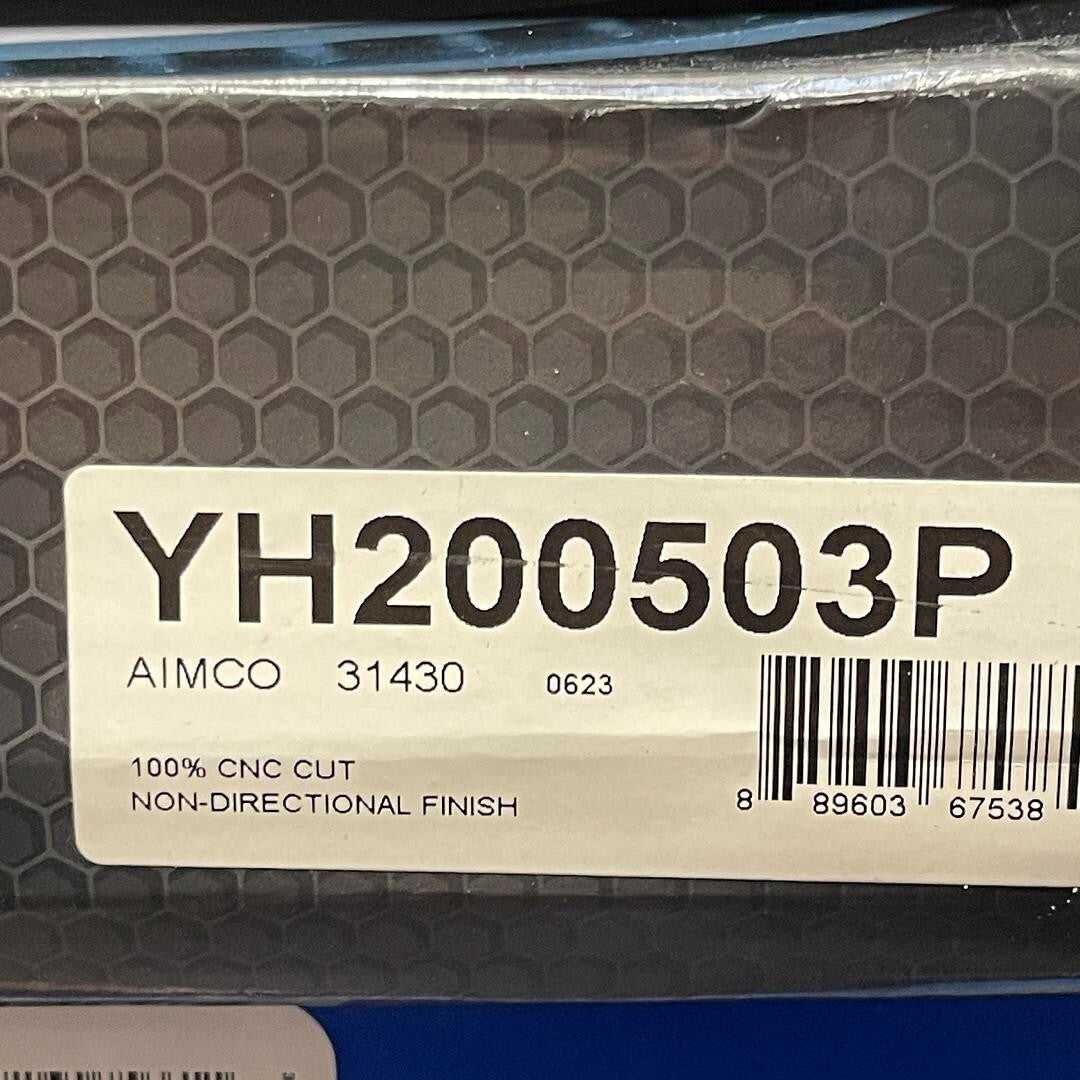 YH200503P
AIMCO 31430 0623
100% CNC CUT
NON-DIRECTIONAL FINISH
8 89603 67538